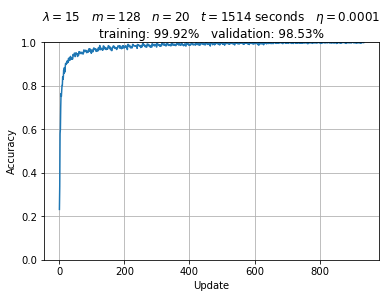 λ = 15 m = 128 n = 20 t = 1514 seconds η = 0.0001
training: 99.92% validation: 98.53%
1.0
0.8
0.6
0.4
0.2
0.0
Accuracy
0 200 400 600 800
Update